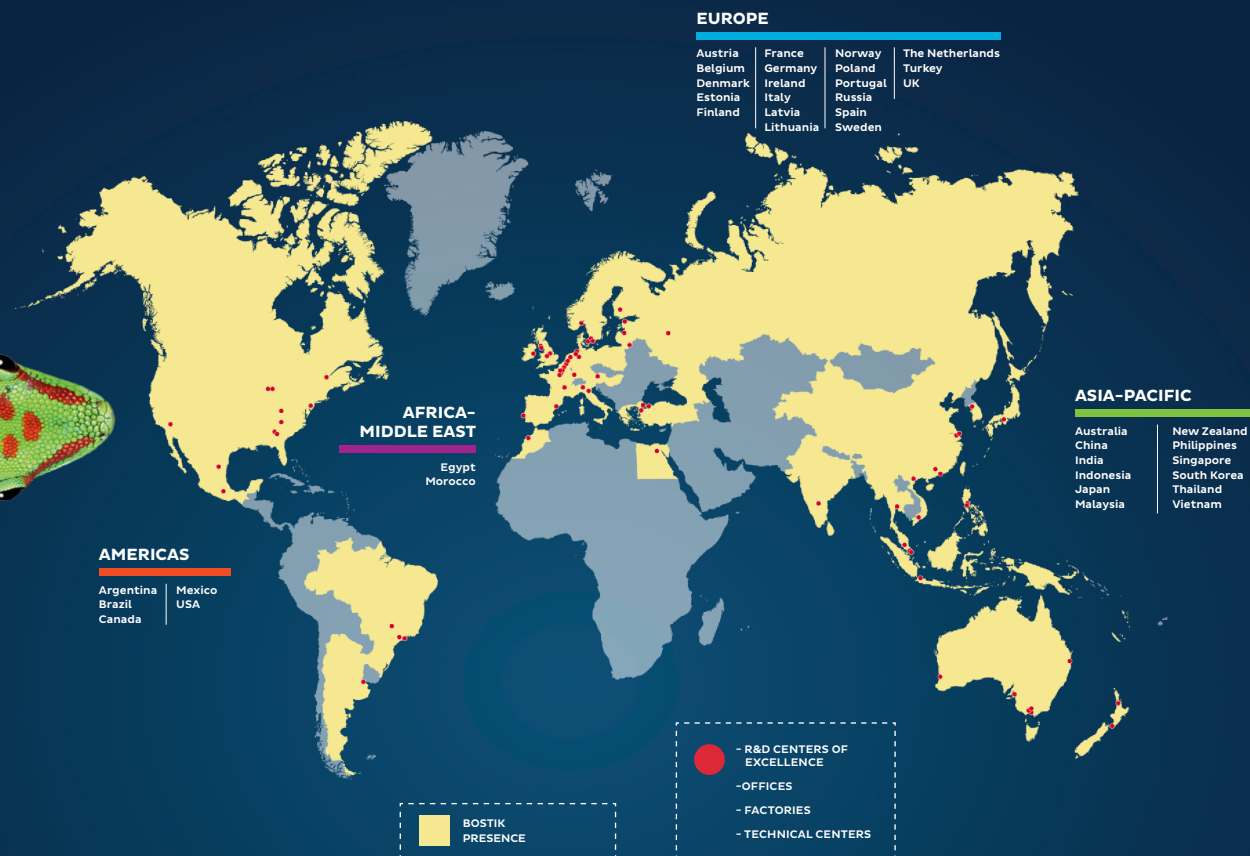 EUROPE
Austria
Belgium
Denmark
Estonia
Finland
France
Germany
Ireland
Italy
Latvia
Lithuania
Norway
Poland
Portugal
Russia
Spain
Sweden
The Netherlands
Turkey
UK
AFRICA-
MIDDLE EAST
Egypt
Morocco
ASIA-PACIFIC
Australia
China
India
Indonesia
Japan
Malaysia
New Zealand
Philippines
Singapore
South Korea
Thailand
Vietnam
AMERICAS
Argentina
Brazil
Canada
Mexico
USA
- R&D CENTERS OF
EXCELLENCE
-OFFICES
- FACTORIES
- TECHNICAL CENTERS
BOSTIK
PRESENCE